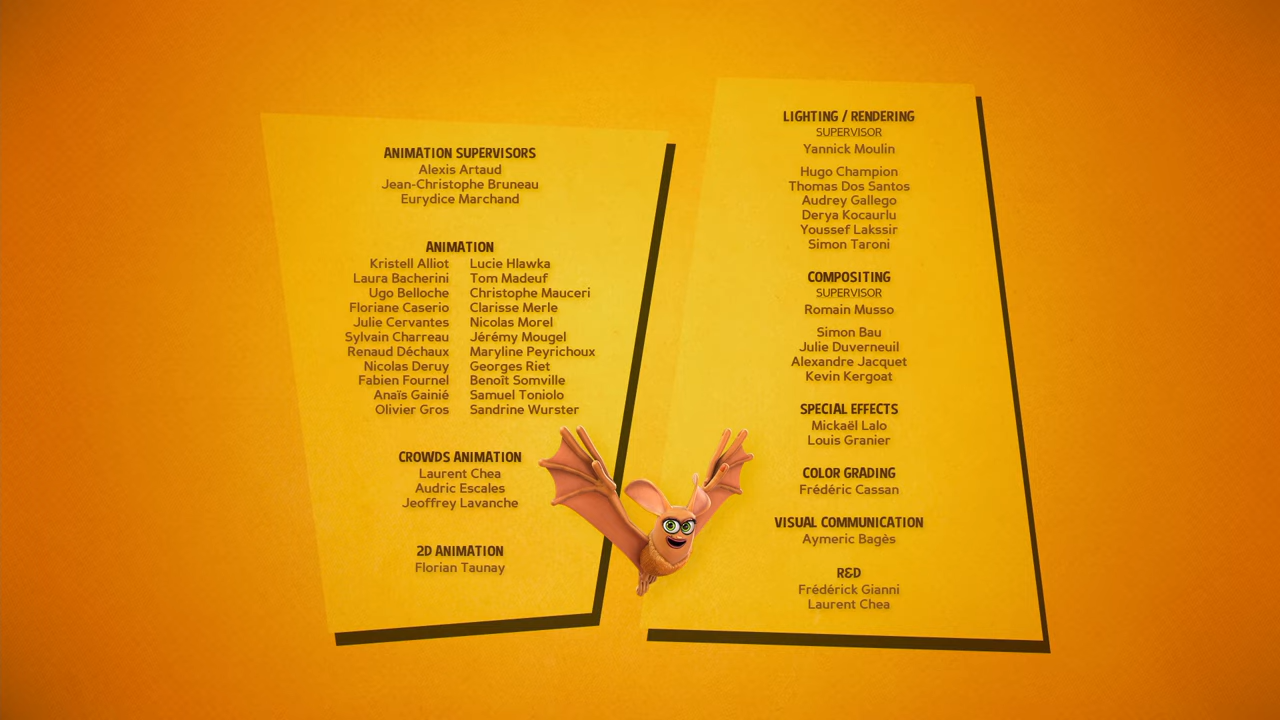 ANIMATION SUPERVISORS
Alexis Artaud
Jean-Christophe Bruneau
Eurydice Marchand
ANIMATION
Kristell Alliot Lucie Hlawka
Laura Bacherini Tom Madeuf
Ugo Belloche Christophe Mauceri
Floriane Caserio Clarisse Merle
Julie Cervantes Nicolas Morel
Sylvain Charreau Jérémy Mougel
Renaud Déchaux Maryline Peyrichoux
Nicolas Deruy Georges Riet
Fabien Fournel Benoît Somville
Anaïs Gainié Samuel Toniolo
Olivier Gros Sandrine Wurster
CROWDS ANIMATION
Laurent Chea
Audric Escales
Jeoffrey Lavanche
2D ANIMATION
Florian Taunay
LIGHTING / RENDERING
SUPERVISOR
Yannick Moulin
Hugo Champion
Thomas Dos Santos
Audrey Gallego
Derya Kocaurlu
Youssef Lakssir
Simon Taroni
COMPOSITING
SUPERVISOR
Romain Musso
Simon Bau
Julie Duverneuil
Alexandre Jacquet
Kevin Kergoat
SPECIAL EFFECTS
Mickaël Lalo
Louis Granier
COLOR GRADING
Frédéric Cassan
VISUAL COMMUNICATION
Aymeric Bagès
R&D
Frédérick Gianni
Laurent Chea